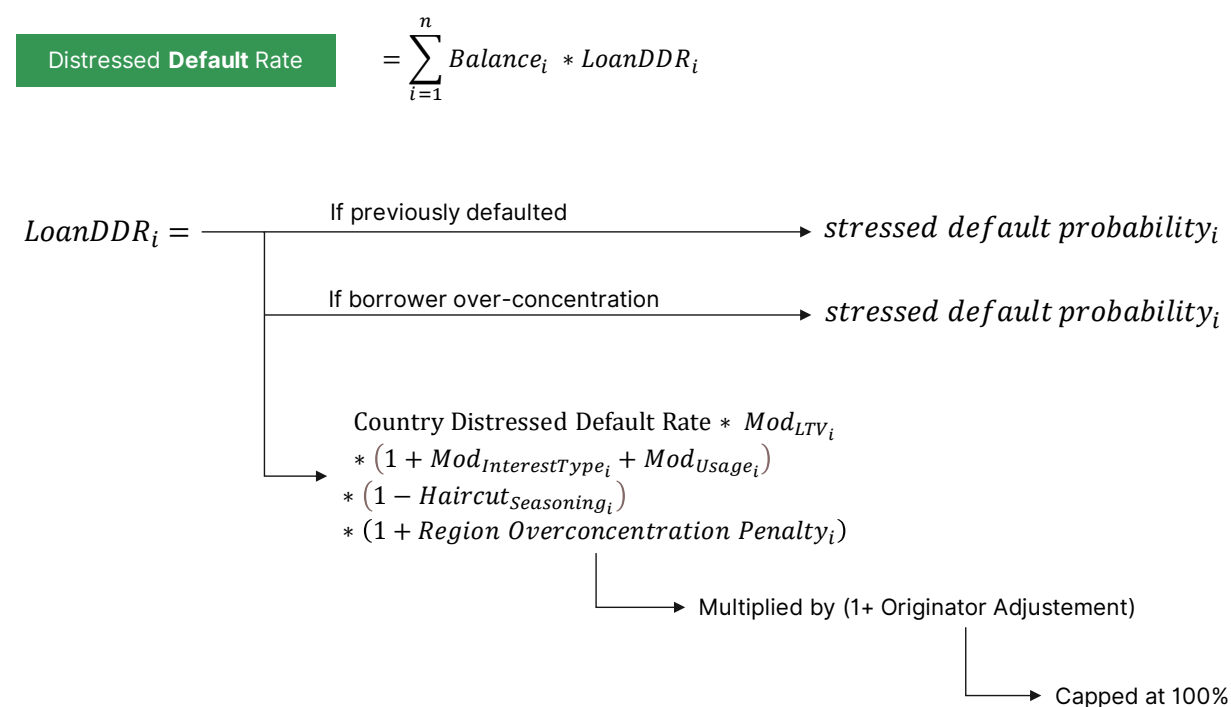 Distressed Default Rate
= \sum_{i=1}^{n} Balance_i * LoanDDR_i
LoanDDR_i =
If previously defaulted
stressed default probability_i
If borrower over-concentration
stressed default probability_i
Country Distressed Default Rate * Mod_{LTV_i}
* (1 + Mod_{InterestType_i} + Mod_{Usage_i})
* (1 − Haircut_{Seasoning_i})
* (1 + Region Overconcentration Penalty_i)
Multiplied by (1+ Originator Adjustement)
Capped at 100%